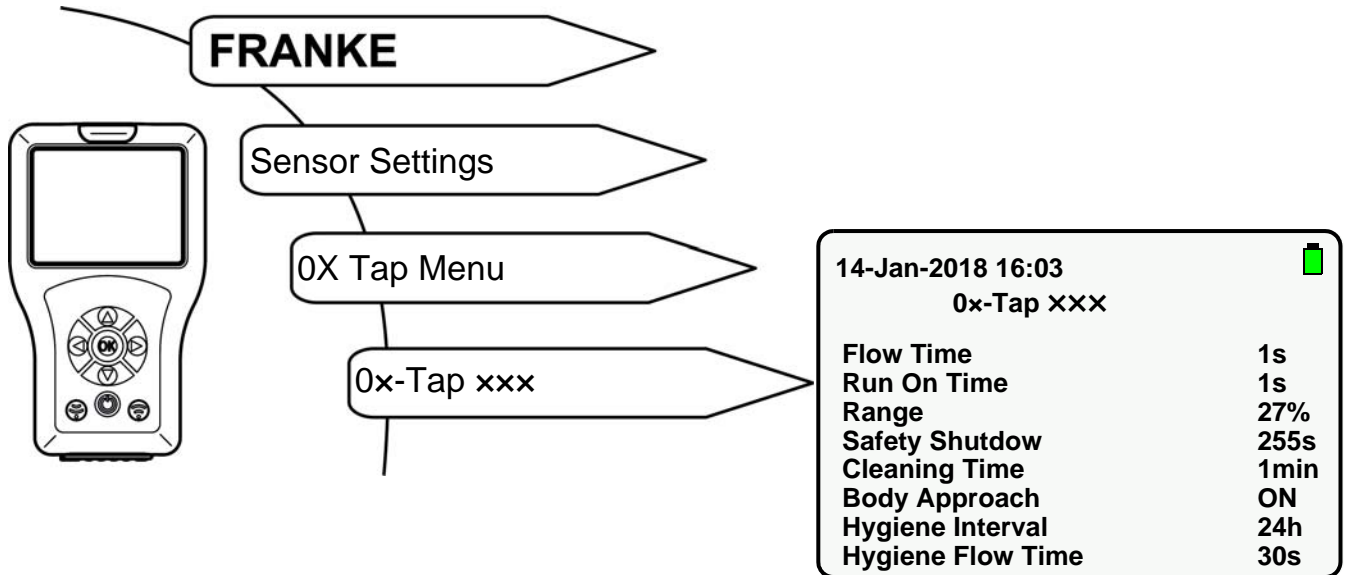 FRANKE
Sensor Settings
0X Tap Menu
0×-Tap ×××
OK
14-Jan-2018 16:03
0×-Tap ×××
Flow Time 1s
Run On Time 1s
Range 27%
Safety Shutdow 255s
Cleaning Time 1min
Body Approach ON
Hygiene Interval 24h
Hygiene Flow Time 30s